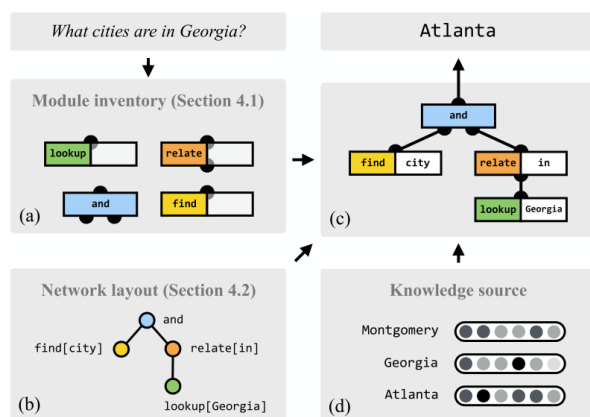 What cities are in Georgia?
Atlanta
Module inventory (Section 4.1)
lookup
relate
and
find
(a)
and
find city
relate in
lookup Georgia
(c)
Network layout (Section 4.2)
and
find[city]
relate[in]
lookup[Georgia]
(b)
Knowledge source
Montgomery
Georgia
Atlanta
(d)